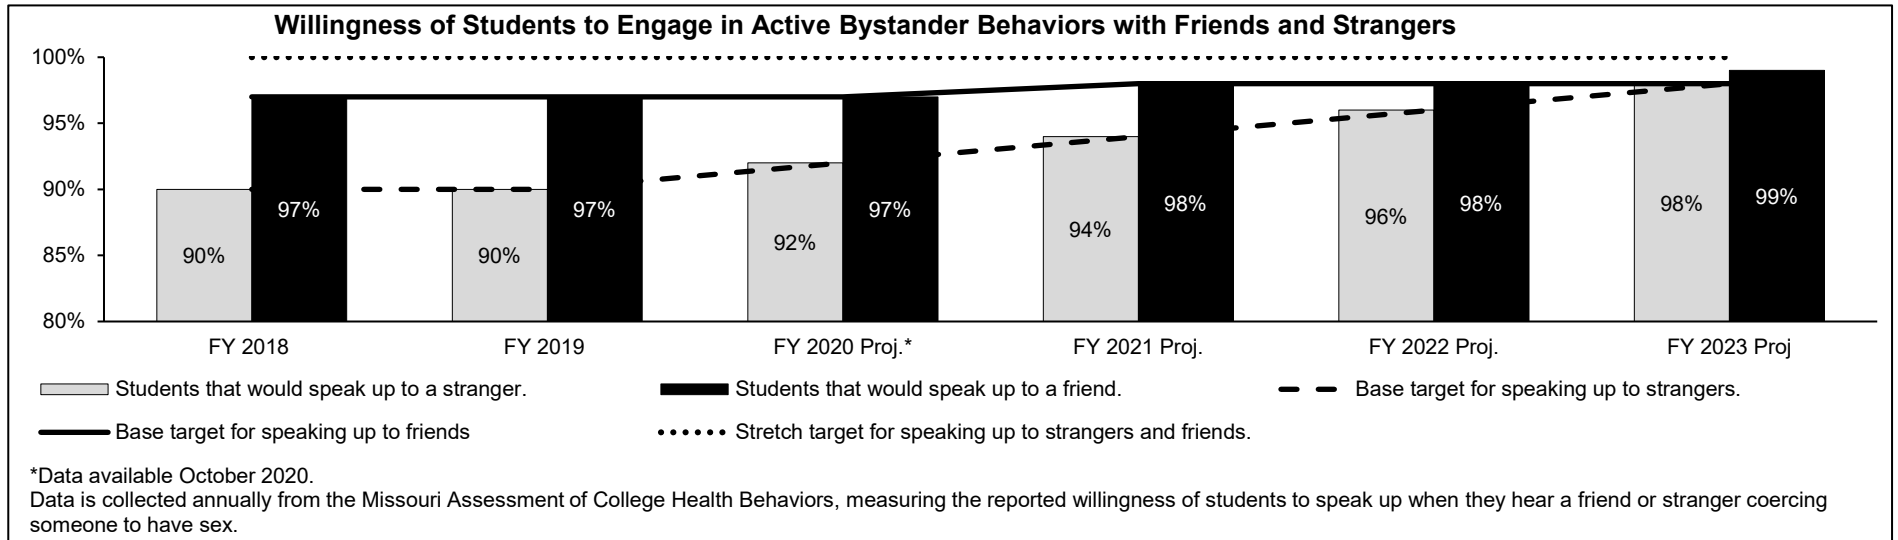 Willingness of Students to Engage in Active Bystander Behaviors with Friends and Strangers
100%
95%
90%
85%
80%
90%
97%
90%
97%
92%
97%
94%
98%
96%
98%
98%
99%
FY 2018
FY 2019
FY 2020 Proj.*
FY 2021 Proj.
FY 2022 Proj.
FY 2023 Proj
Students that would speak up to a stranger.
Students that would speak up to a friend.
Base target for speaking up to strangers.
Base target for speaking up to friends
Stretch target for speaking up to strangers and friends.
*Data available October 2020.
Data is collected annually from the Missouri Assessment of College Health Behaviors, measuring the reported willingness of students to speak up when they hear a friend or stranger coercing
someone to have sex.